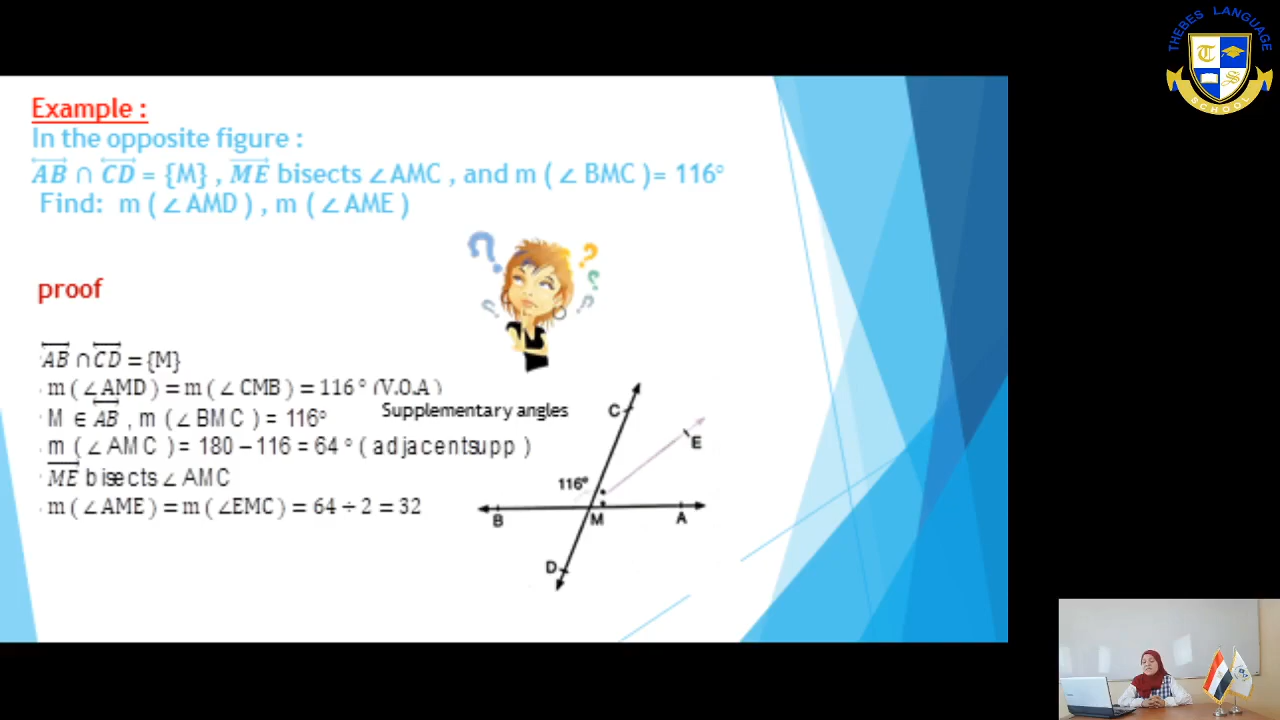 THEBES LANGUAGE
T
S
SCHOOL
Example :
In the opposite figure :
AB ∩ CD = {M} , ME bisects ∠AMC , and m ( ∠ BMC )= 116°
Find: m ( ∠ AMD ) , m ( ∠ AME )
proof
AB ∩ CD = {M}
m ( ∠ AMD ) = m ( ∠ CMB ) = 116 ° (V.O.A )
M ∈ AB , m ( ∠ BMC ) = 116°
Supplementary angles
m ( ∠ AMC ) = 180 – 116 = 64 ° ( adjacentsupp )
ME bisects ∠ AMC
m ( ∠ AME ) = m ( ∠EMC ) = 64 ÷ 2 = 32
C
E
116°
B
M
A
D